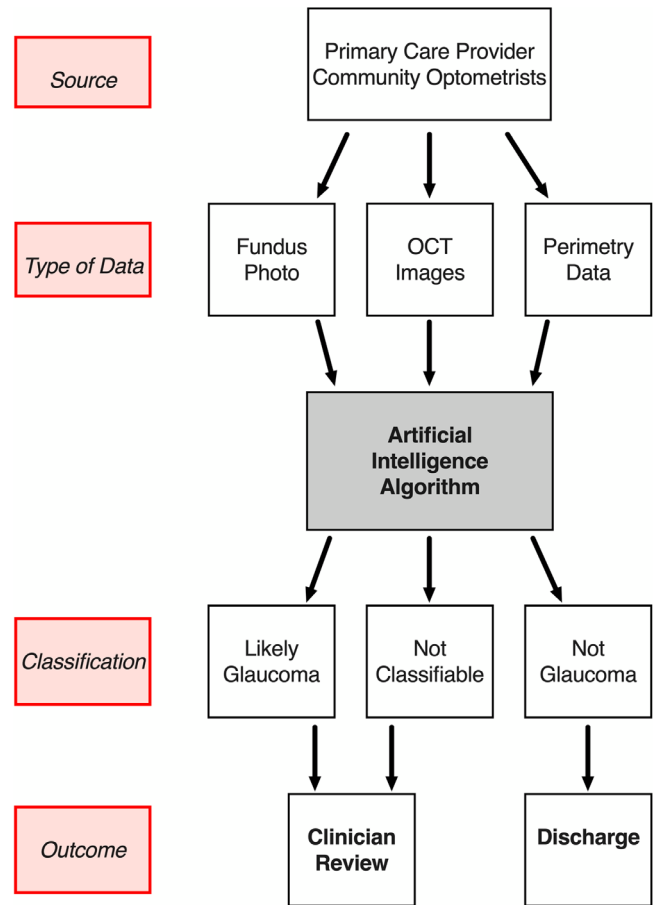 Source
Primary Care Provider
Community Optometrists
Type of Data
Fundus
Photo
OCT
Images
Perimetry
Data
Artificial
Intelligence
Algorithm
Classification
Likely
Glaucoma
Not
Classifiable
Not
Glaucoma
Outcome
Clinician
Review
Discharge